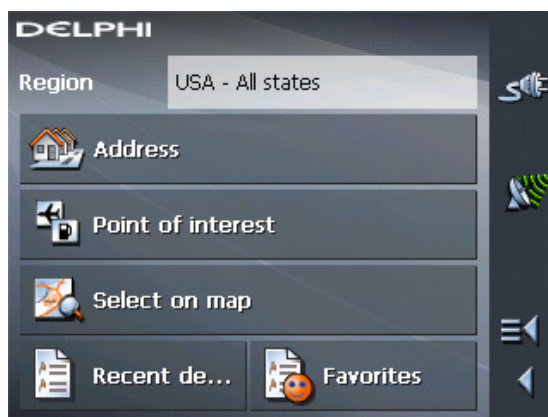 DELPHI
Region USA - All states
Address
Point of interest
Select on map
Recent de... Favorites